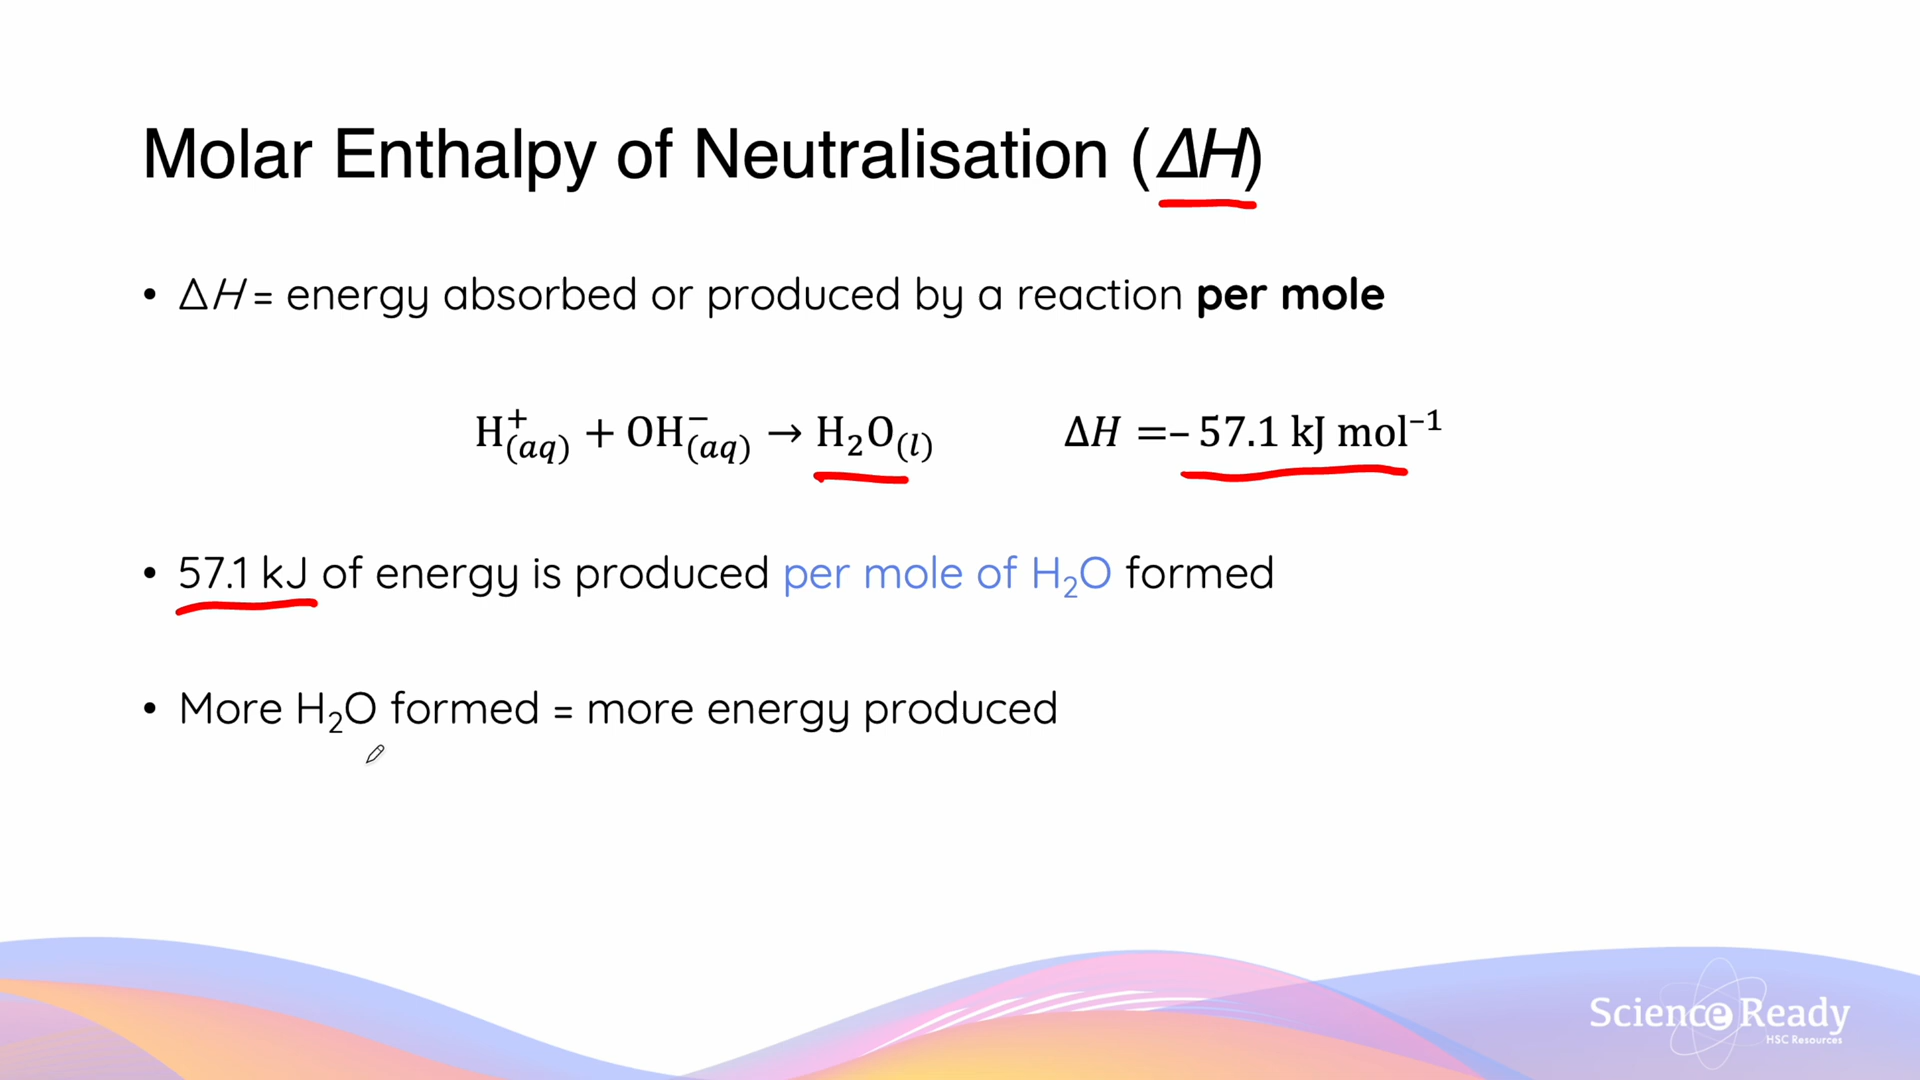 Molar Enthalpy of Neutralisation (ΔH)
• ΔH = energy absorbed or produced by a reaction per mole
H⁺(aq) + OH⁻(aq) → H₂O(l) ΔH =– 57.1 kJ mol⁻¹
• 57.1 kJ of energy is produced per mole of H₂O formed
• More H₂O formed = more energy produced
Science Ready
HSC Resources